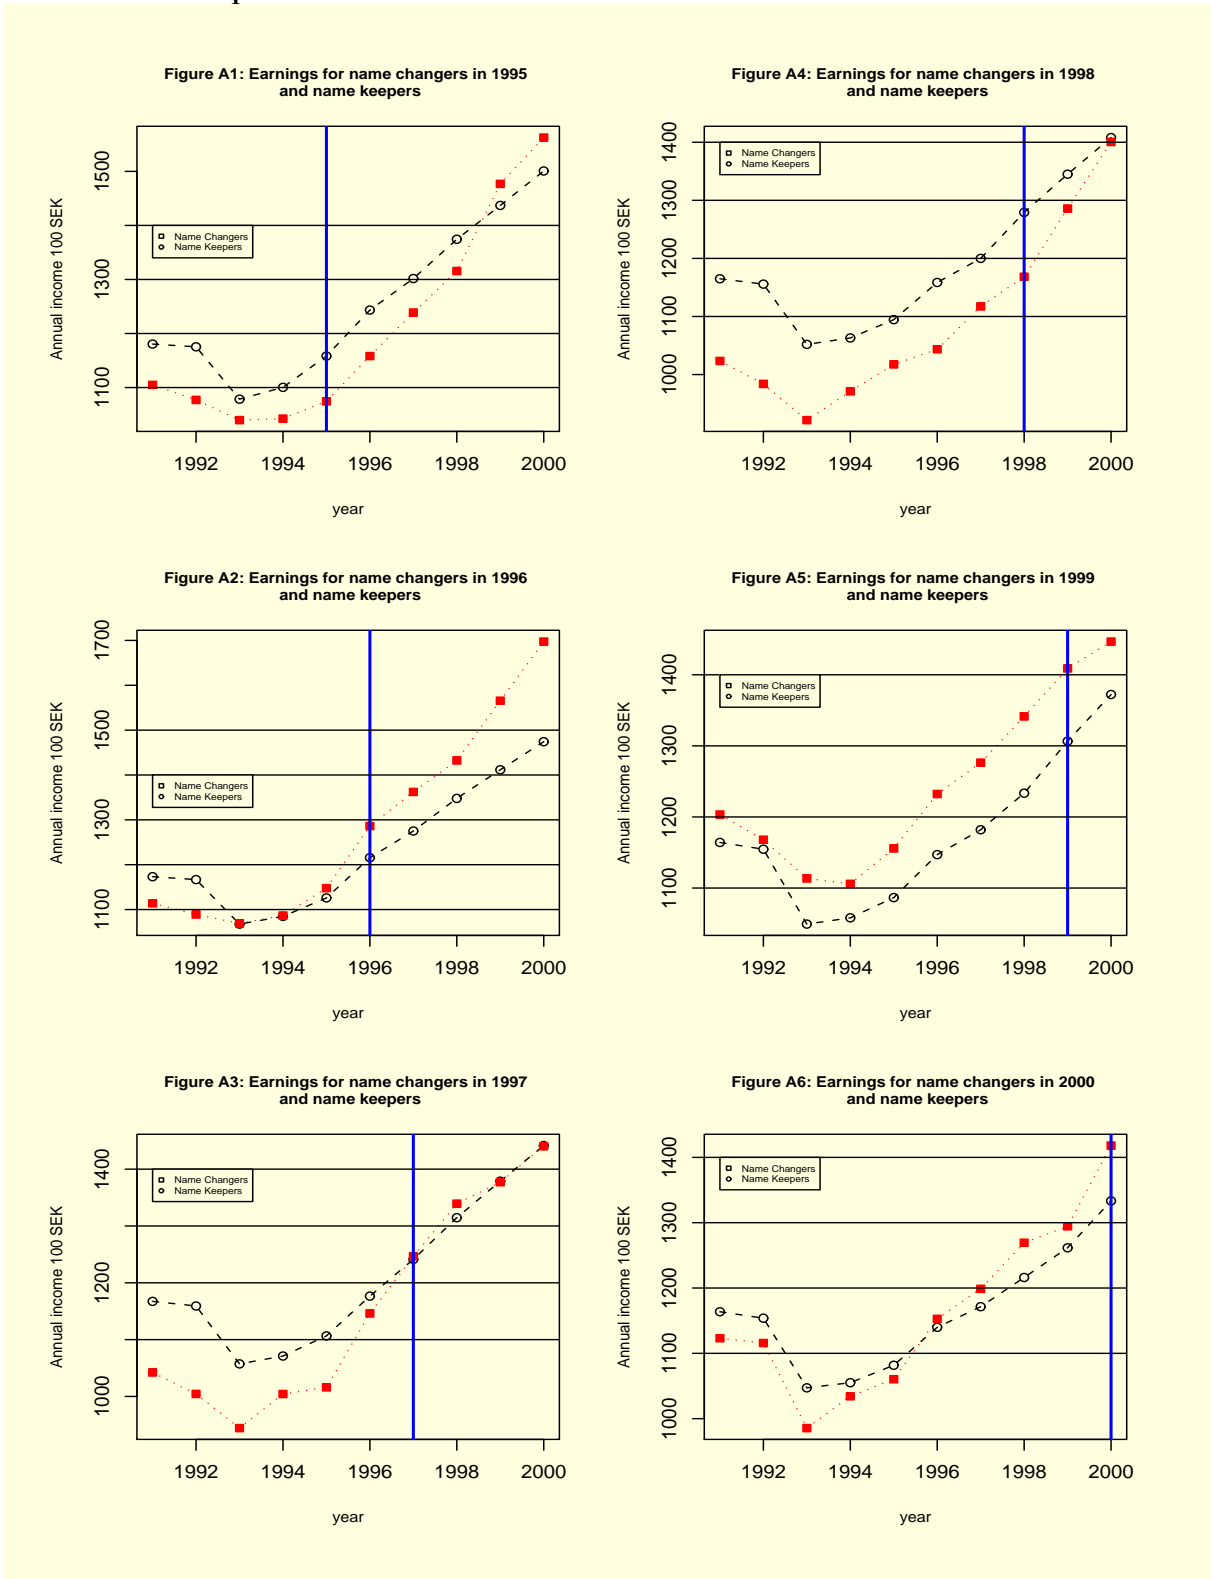 Figure A1: Earnings for name changers in 1995
and name keepers
Annual income 100 SEK
1500
1300
1100
Name Changers
Name Keepers
1992 1994 1996 1998 2000
year
Figure A4: Earnings for name changers in 1998
and name keepers
Annual income 100 SEK
1400
1300
1200
1100
1000
Name Changers
Name Keepers
1992 1994 1996 1998 2000
year
Figure A2: Earnings for name changers in 1996
and name keepers
Annual income 100 SEK
1700
1500
1300
1100
Name Changers
Name Keepers
1992 1994 1996 1998 2000
year
Figure A5: Earnings for name changers in 1999
and name keepers
Annual income 100 SEK
1400
1300
1200
1100
Name Changers
Name Keepers
1992 1994 1996 1998 2000
year
Figure A3: Earnings for name changers in 1997
and name keepers
Annual income 100 SEK
1400
1200
1000
Name Changers
Name Keepers
1992 1994 1996 1998 2000
year
Figure A6: Earnings for name changers in 2000
and name keepers
Annual income 100 SEK
1400
1300
1200
1100
1000
Name Changers
Name Keepers
1992 1994 1996 1998 2000
year